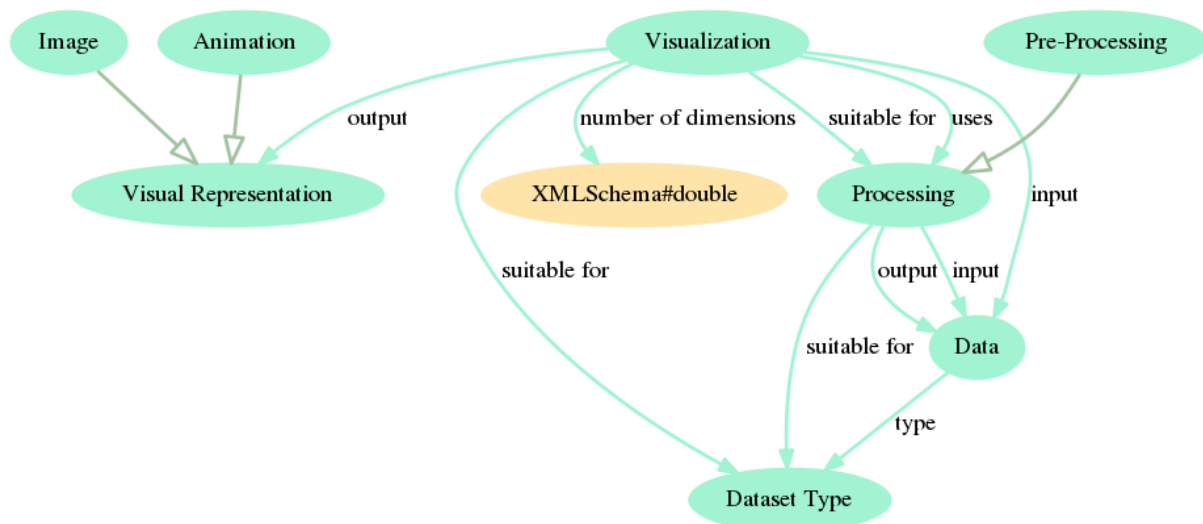 Image
Animation
Visualization
Pre-Processing
output
number of dimensions
suitable for
uses
Visual Representation
XMLSchema#double
Processing
input
suitable for
output
input
suitable for
Data
type
Dataset Type